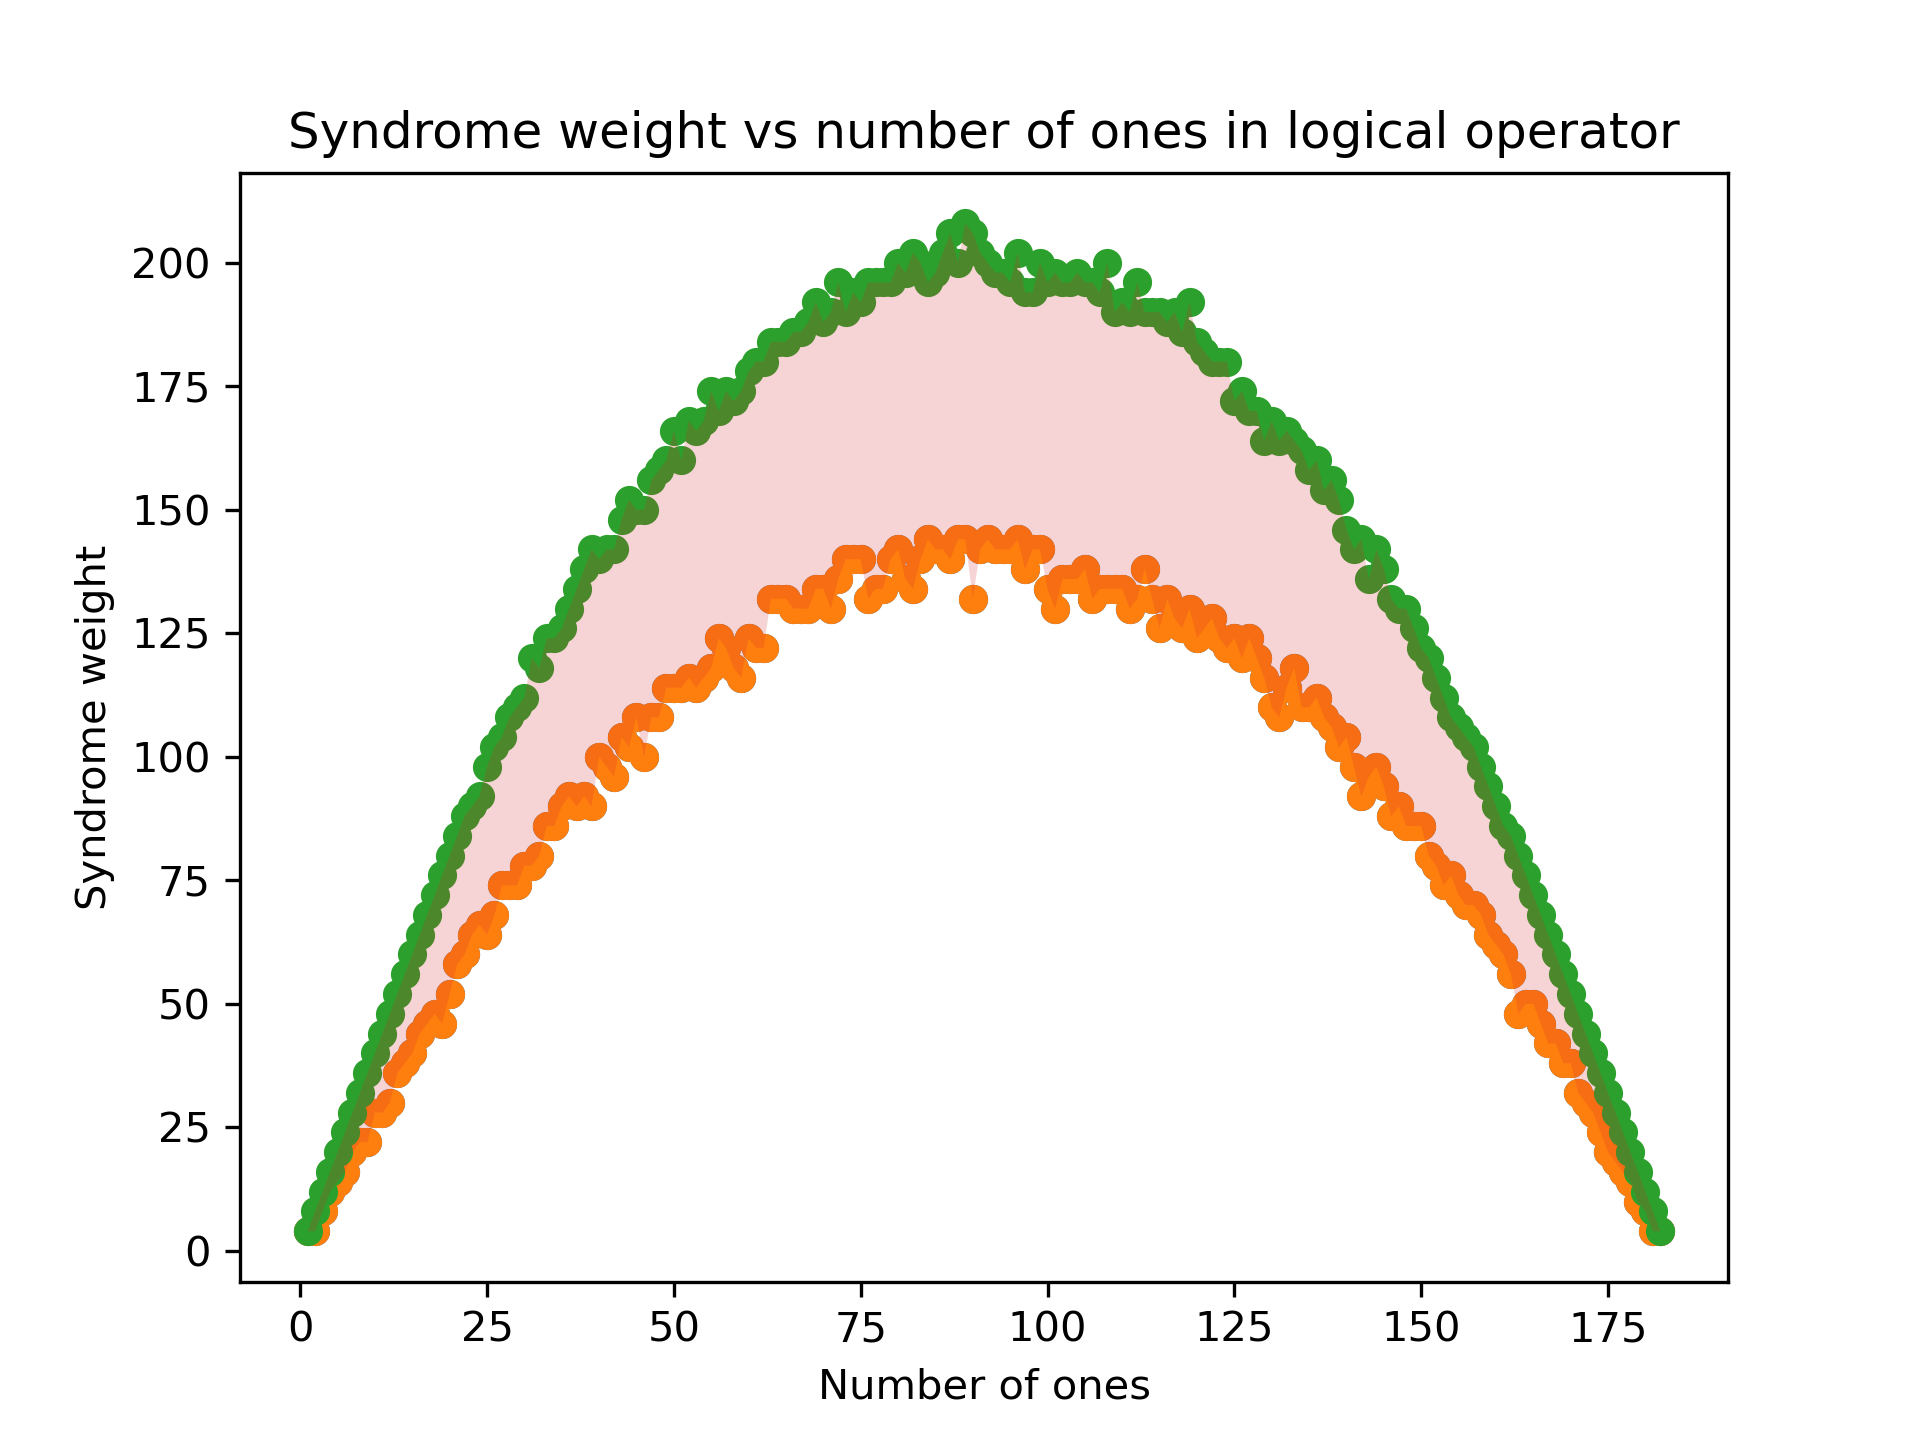 Syndrome weight vs number of ones in logical operator
Syndrome weight
200
175
150
125
100
75
50
25
0
0 25 50 75 100 125 150 175
Number of ones